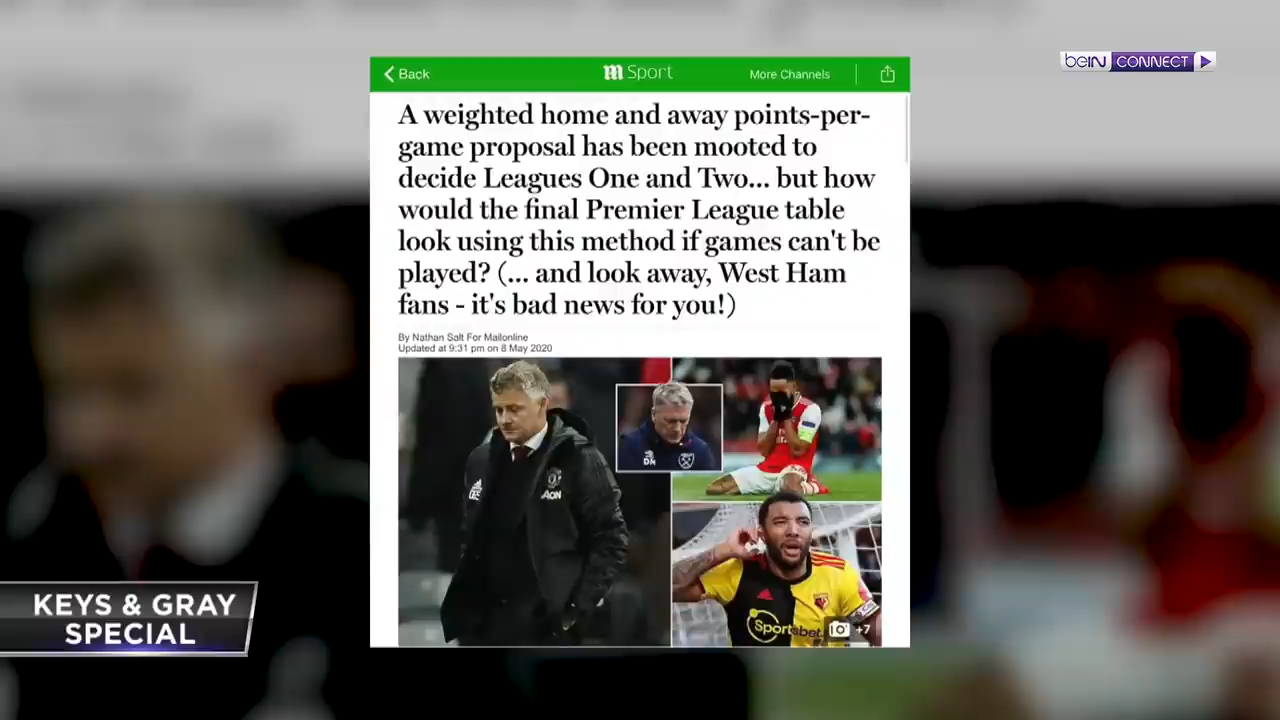 beIN CONNECT
Back
m Sport
More Channels
A weighted home and away points-per-
game proposal has been mooted to
decide Leagues One and Two... but how
would the final Premier League table
look using this method if games can't be
played? (... and look away, West Ham
fans - it's bad news for you!)
By Nathan Salt For Mailonline
Updated at 9:31 pm on 8 May 2020
AON
DM
Sportsbet
+7
KEYS & GRAY
SPECIAL